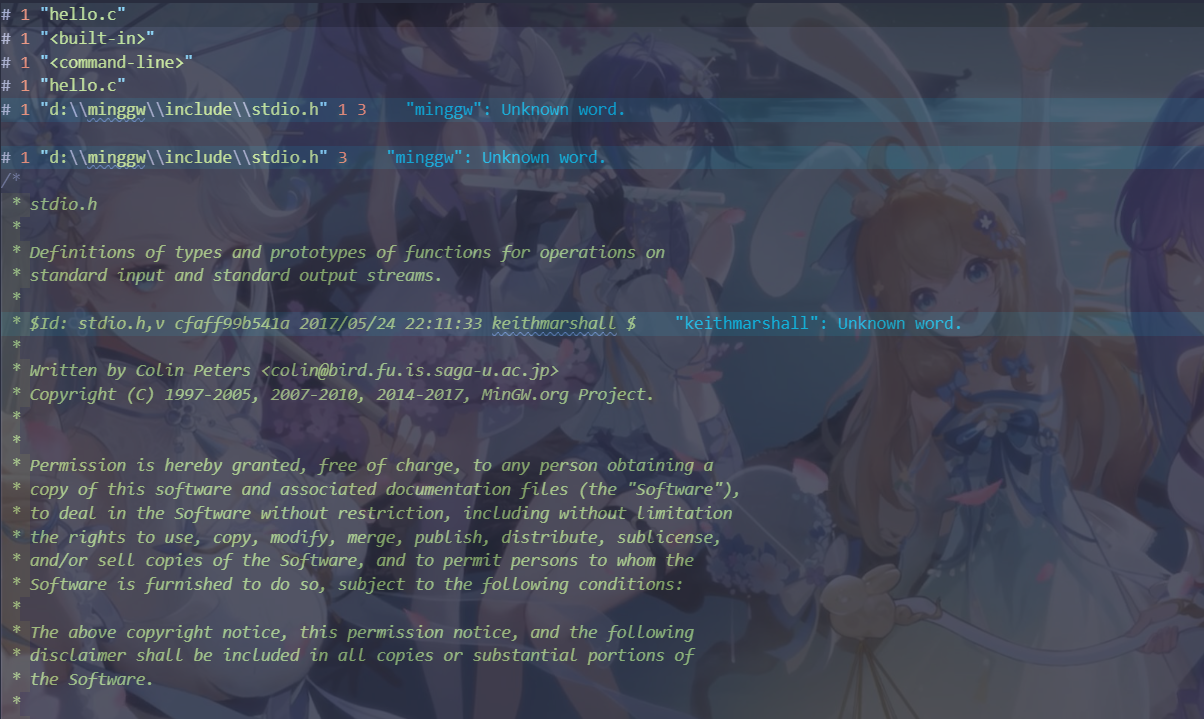 # 1 "hello.c"
# 1 "<built-in>"
# 1 "<command-line>"
# 1 "hello.c"
# 1 "d:\\minggw\\include\\stdio.h" 1 3 "minggw": Unknown word.
# 1 "d:\\minggw\\include\\stdio.h" 3 "minggw": Unknown word.
/*
* stdio.h
*
* Definitions of types and prototypes of functions for operations on
* standard input and standard output streams.
*
* $Id: stdio.h,v cfaff99b541a 2017/05/24 22:11:33 keithmarshall $ "keithmarshall": Unknown word.
*
* Written by Colin Peters <colin@bird.fu.is.saga-u.ac.jp>
* Copyright (C) 1997-2005, 2007-2010, 2014-2017, MinGW.org Project.
*
*
* Permission is hereby granted, free of charge, to any person obtaining a
* copy of this software and associated documentation files (the "Software"),
* to deal in the Software without restriction, including without limitation
* the rights to use, copy, modify, merge, publish, distribute, sublicense,
* and/or sell copies of the Software, and to permit persons to whom the
* Software is furnished to do so, subject to the following conditions:
*
* The above copyright notice, this permission notice, and the following
* disclaimer shall be included in all copies or substantial portions of
* the Software.
*